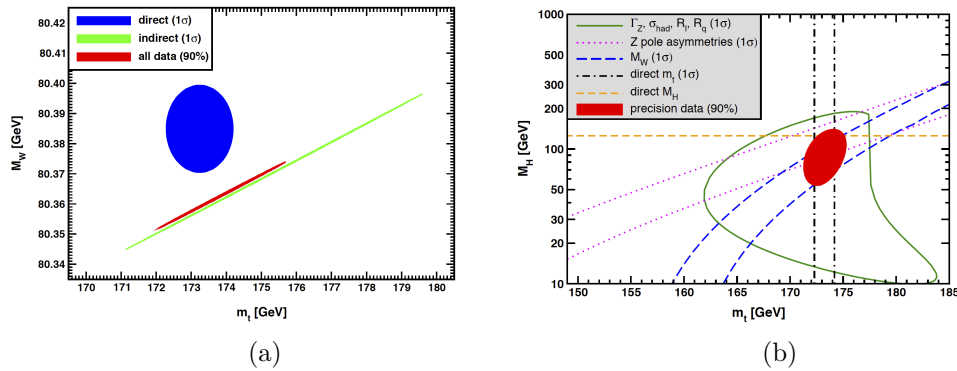 direct (1σ)
indirect (1σ)
all data (90%)
80.42
80.41
80.40
80.39
80.38
80.37
80.36
80.35
80.34
M_W [GeV]
170 171 172 173 174 175 176 177 178 179 180
m_t [GeV]
(a)
Γ_Z, σ_had, R_l, R_q (1σ)
Z pole asymmetries (1σ)
M_W (1σ)
direct m_t (1σ)
direct M_H
precision data (90%)
1000
500
300
200
100
50
30
20
10
M_H [GeV]
150 155 160 165 170 175 180 185
m_t [GeV]
(b)